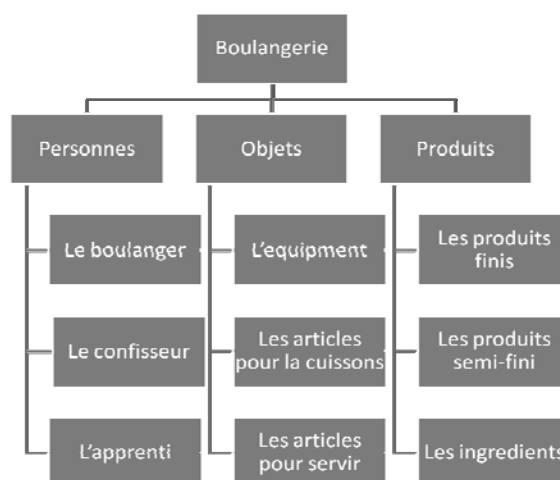 Boulangerie
Personnes
Objets
Produits
Le boulanger
L'equipment
Les produits
finis
Le confisseur
Les articles
pour la cuissons
Les produits
semi-fini
L'apprenti
Les articles
pour servir
Les ingredients